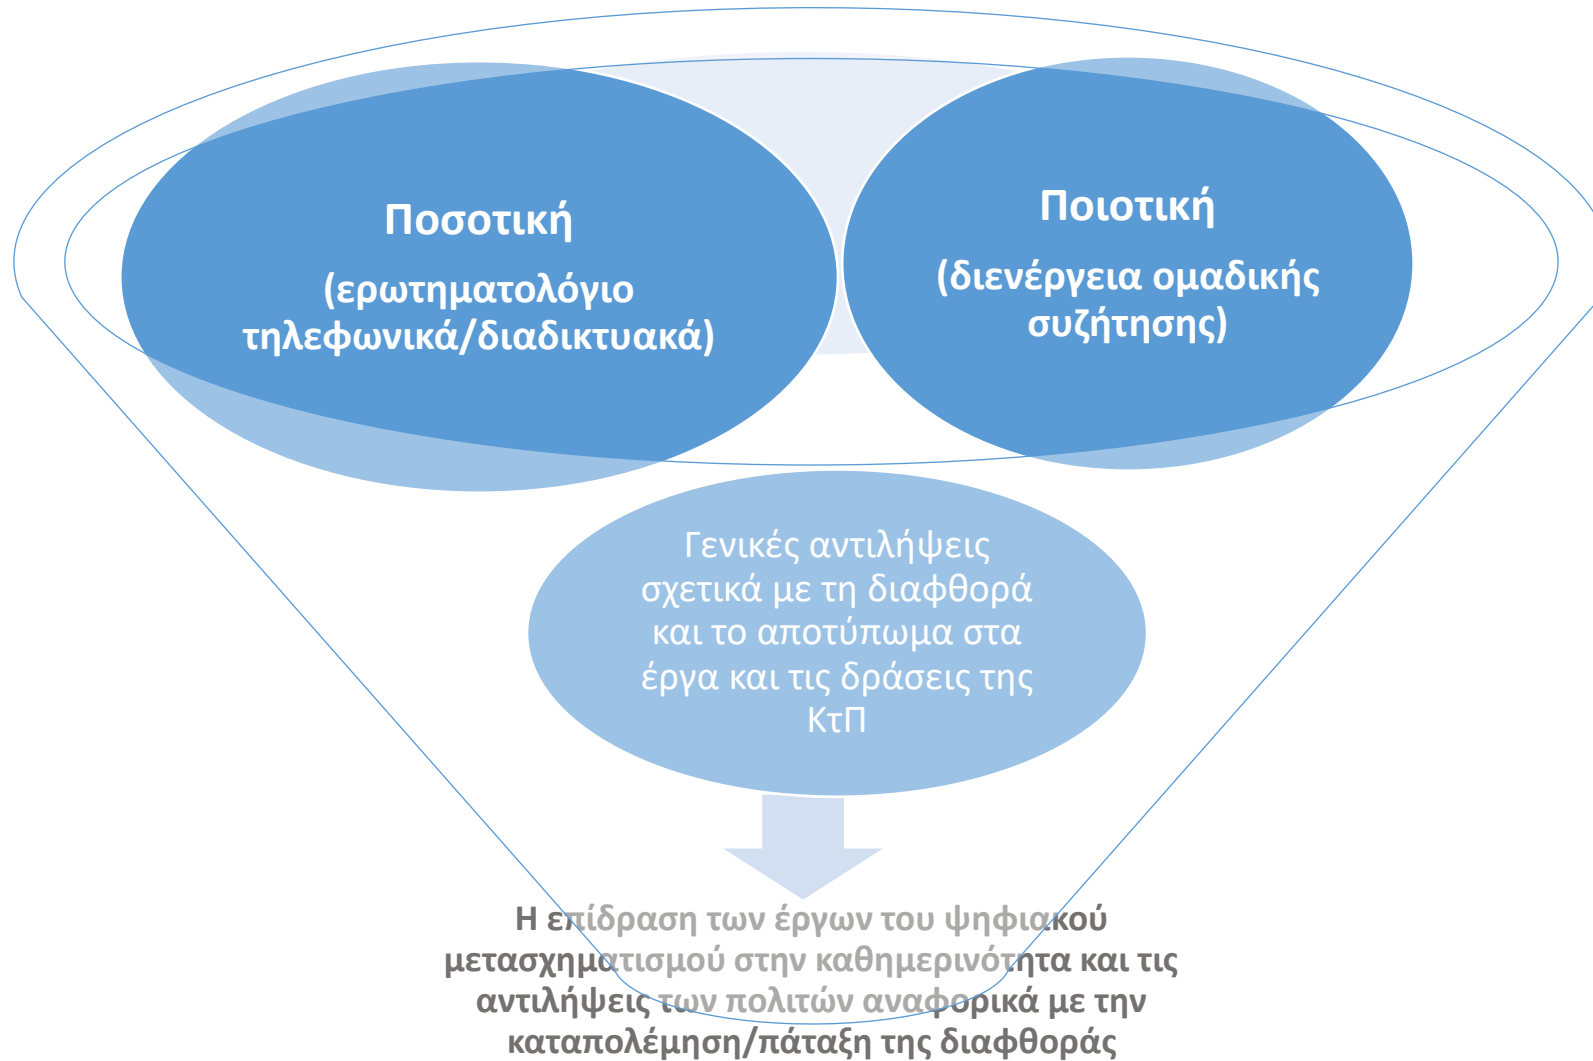 Ποσοτική
(ερωτηματολόγιο
τηλεφωνικά/διαδικτυακά)
Ποιοτική
(διενέργεια ομαδικής
συζήτησης)
Γενικές αντιλήψεις
σχετικά με τη διαφθορά
και το αποτύπωμα στα
έργα και τις δράσεις της
ΚτΠ
Η επίδραση των έργων του ψηφιακού
μετασχηματισμού στην καθημερινότητα και τις
αντιλήψεις των πολιτών αναφορικά με την
καταπολέμηση/πάταξη της διαφθοράς